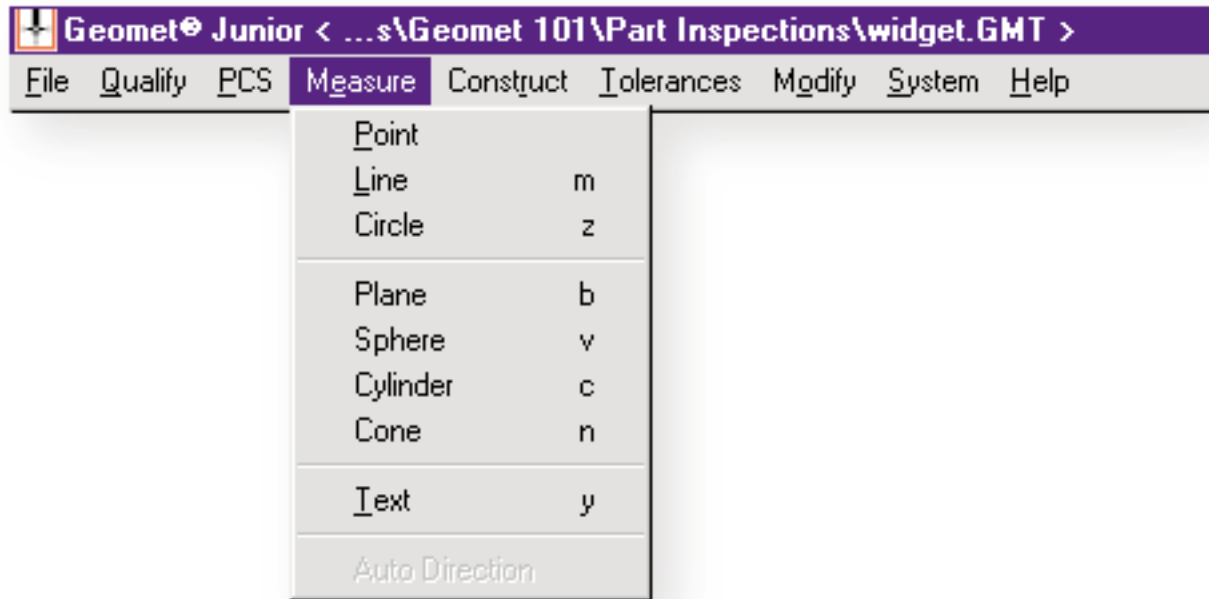 Geomet® Junior < ...s\Geomet 101\Part Inspections\widget.GMT >
File Qualify PCS Measure Construct Tolerances Modify System Help
Point
Line m
Circle z
Plane b
Sphere v
Cylinder c
Cone n
Text y
Auto Direction